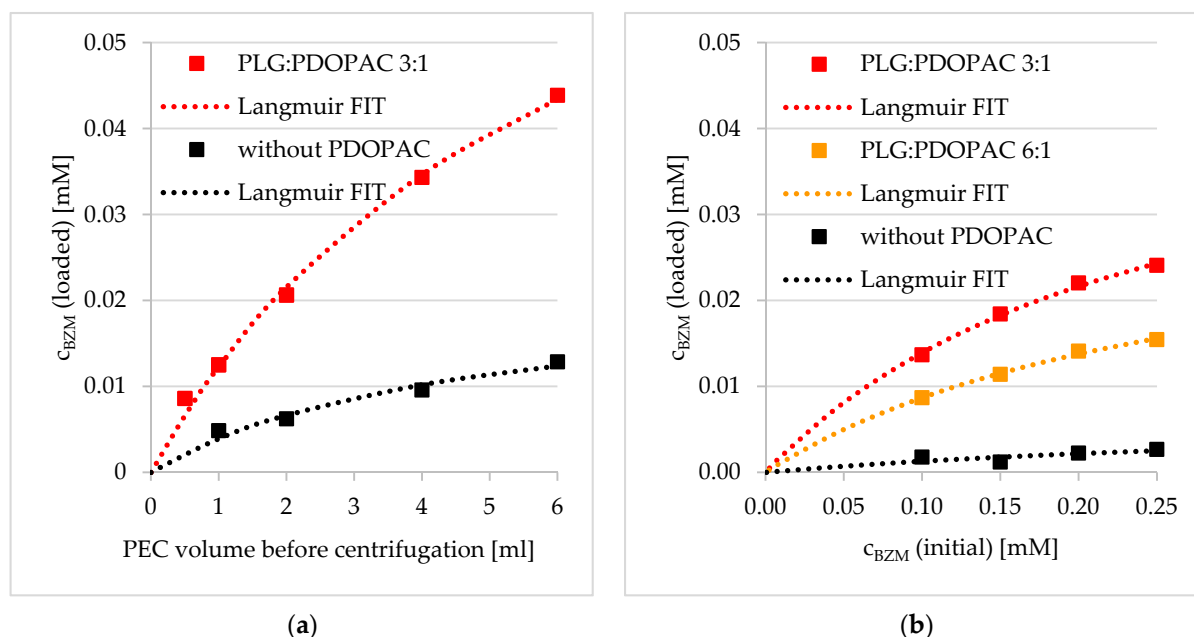 0.05
0.04
0.03
0.02
0.01
0
c_BZM (loaded) [mM]
PLG:PDOPAC 3:1
Langmuir FIT
without PDOPAC
Langmuir FIT
0 1 2 3 4 5 6
PEC volume before centrifugation [ml]
(a)
0.05
0.04
0.03
0.02
0.01
0.00
c_BZM (loaded) [mM]
PLG:PDOPAC 3:1
Langmuir FIT
PLG:PDOPAC 6:1
Langmuir FIT
without PDOPAC
Langmuir FIT
0.00 0.05 0.10 0.15 0.20 0.25
c_BZM (initial) [mM]
(b)